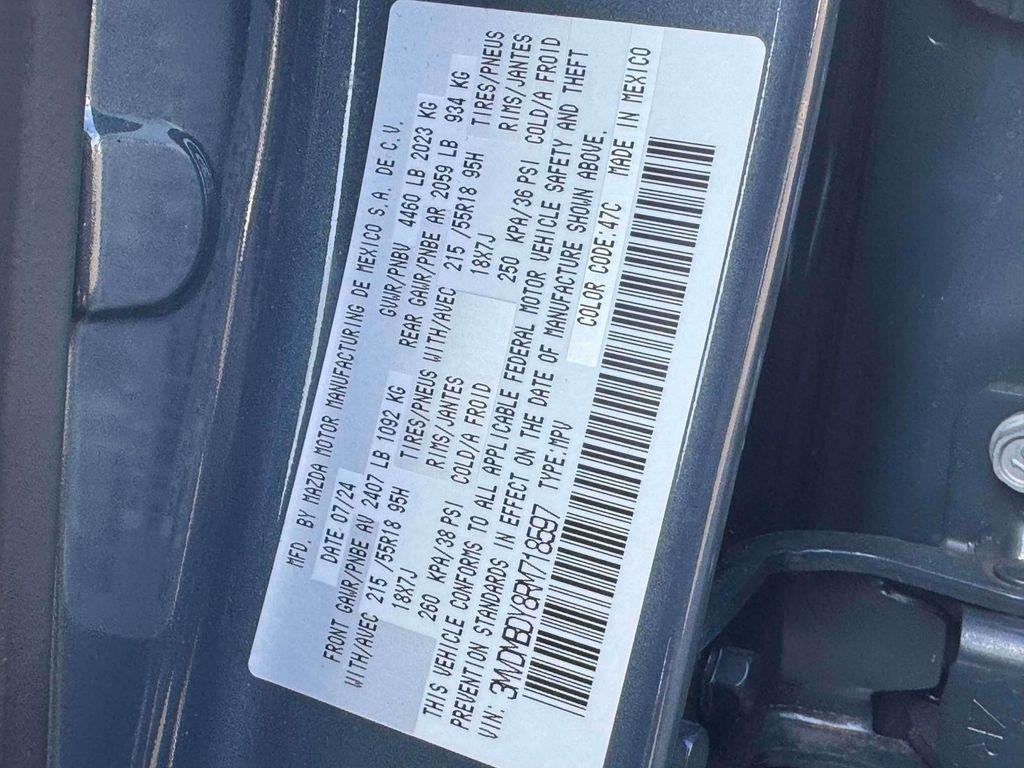 MFD. BY MAZDA MOTOR MANUFACTURING DE MEXICO S.A. DE C.V.
DATE 07/24 GVWR/PNBV 4460 LB 2023 KG
FRONT GAWR/PNBE AV 2407 LB 1092 KG REAR GAWR/PNBE AR 2059 LB 934 KG
WITH/AVEC 215 /55R18 95H TIRES/PNEUS WITH/AVEC 215 /55R18 95H TIRES/PNEUS
18X7J RIMS/JANTES 18X7J RIMS/JANTES
260 KPA/38 PSI COLD/A FROID 250 KPA/36 PSI COLD/A FROID
THIS VEHICLE CONFORMS TO ALL APPLICABLE FEDERAL MOTOR VEHICLE SAFETY AND THEFT
PREVENTION STANDARDS IN EFFECT ON THE DATE OF MANUFACTURE SHOWN ABOVE.
VIN: 3MVDMBDY8RM718597 TYPE:MPV COLOR CODE:47C MADE IN MEXICO